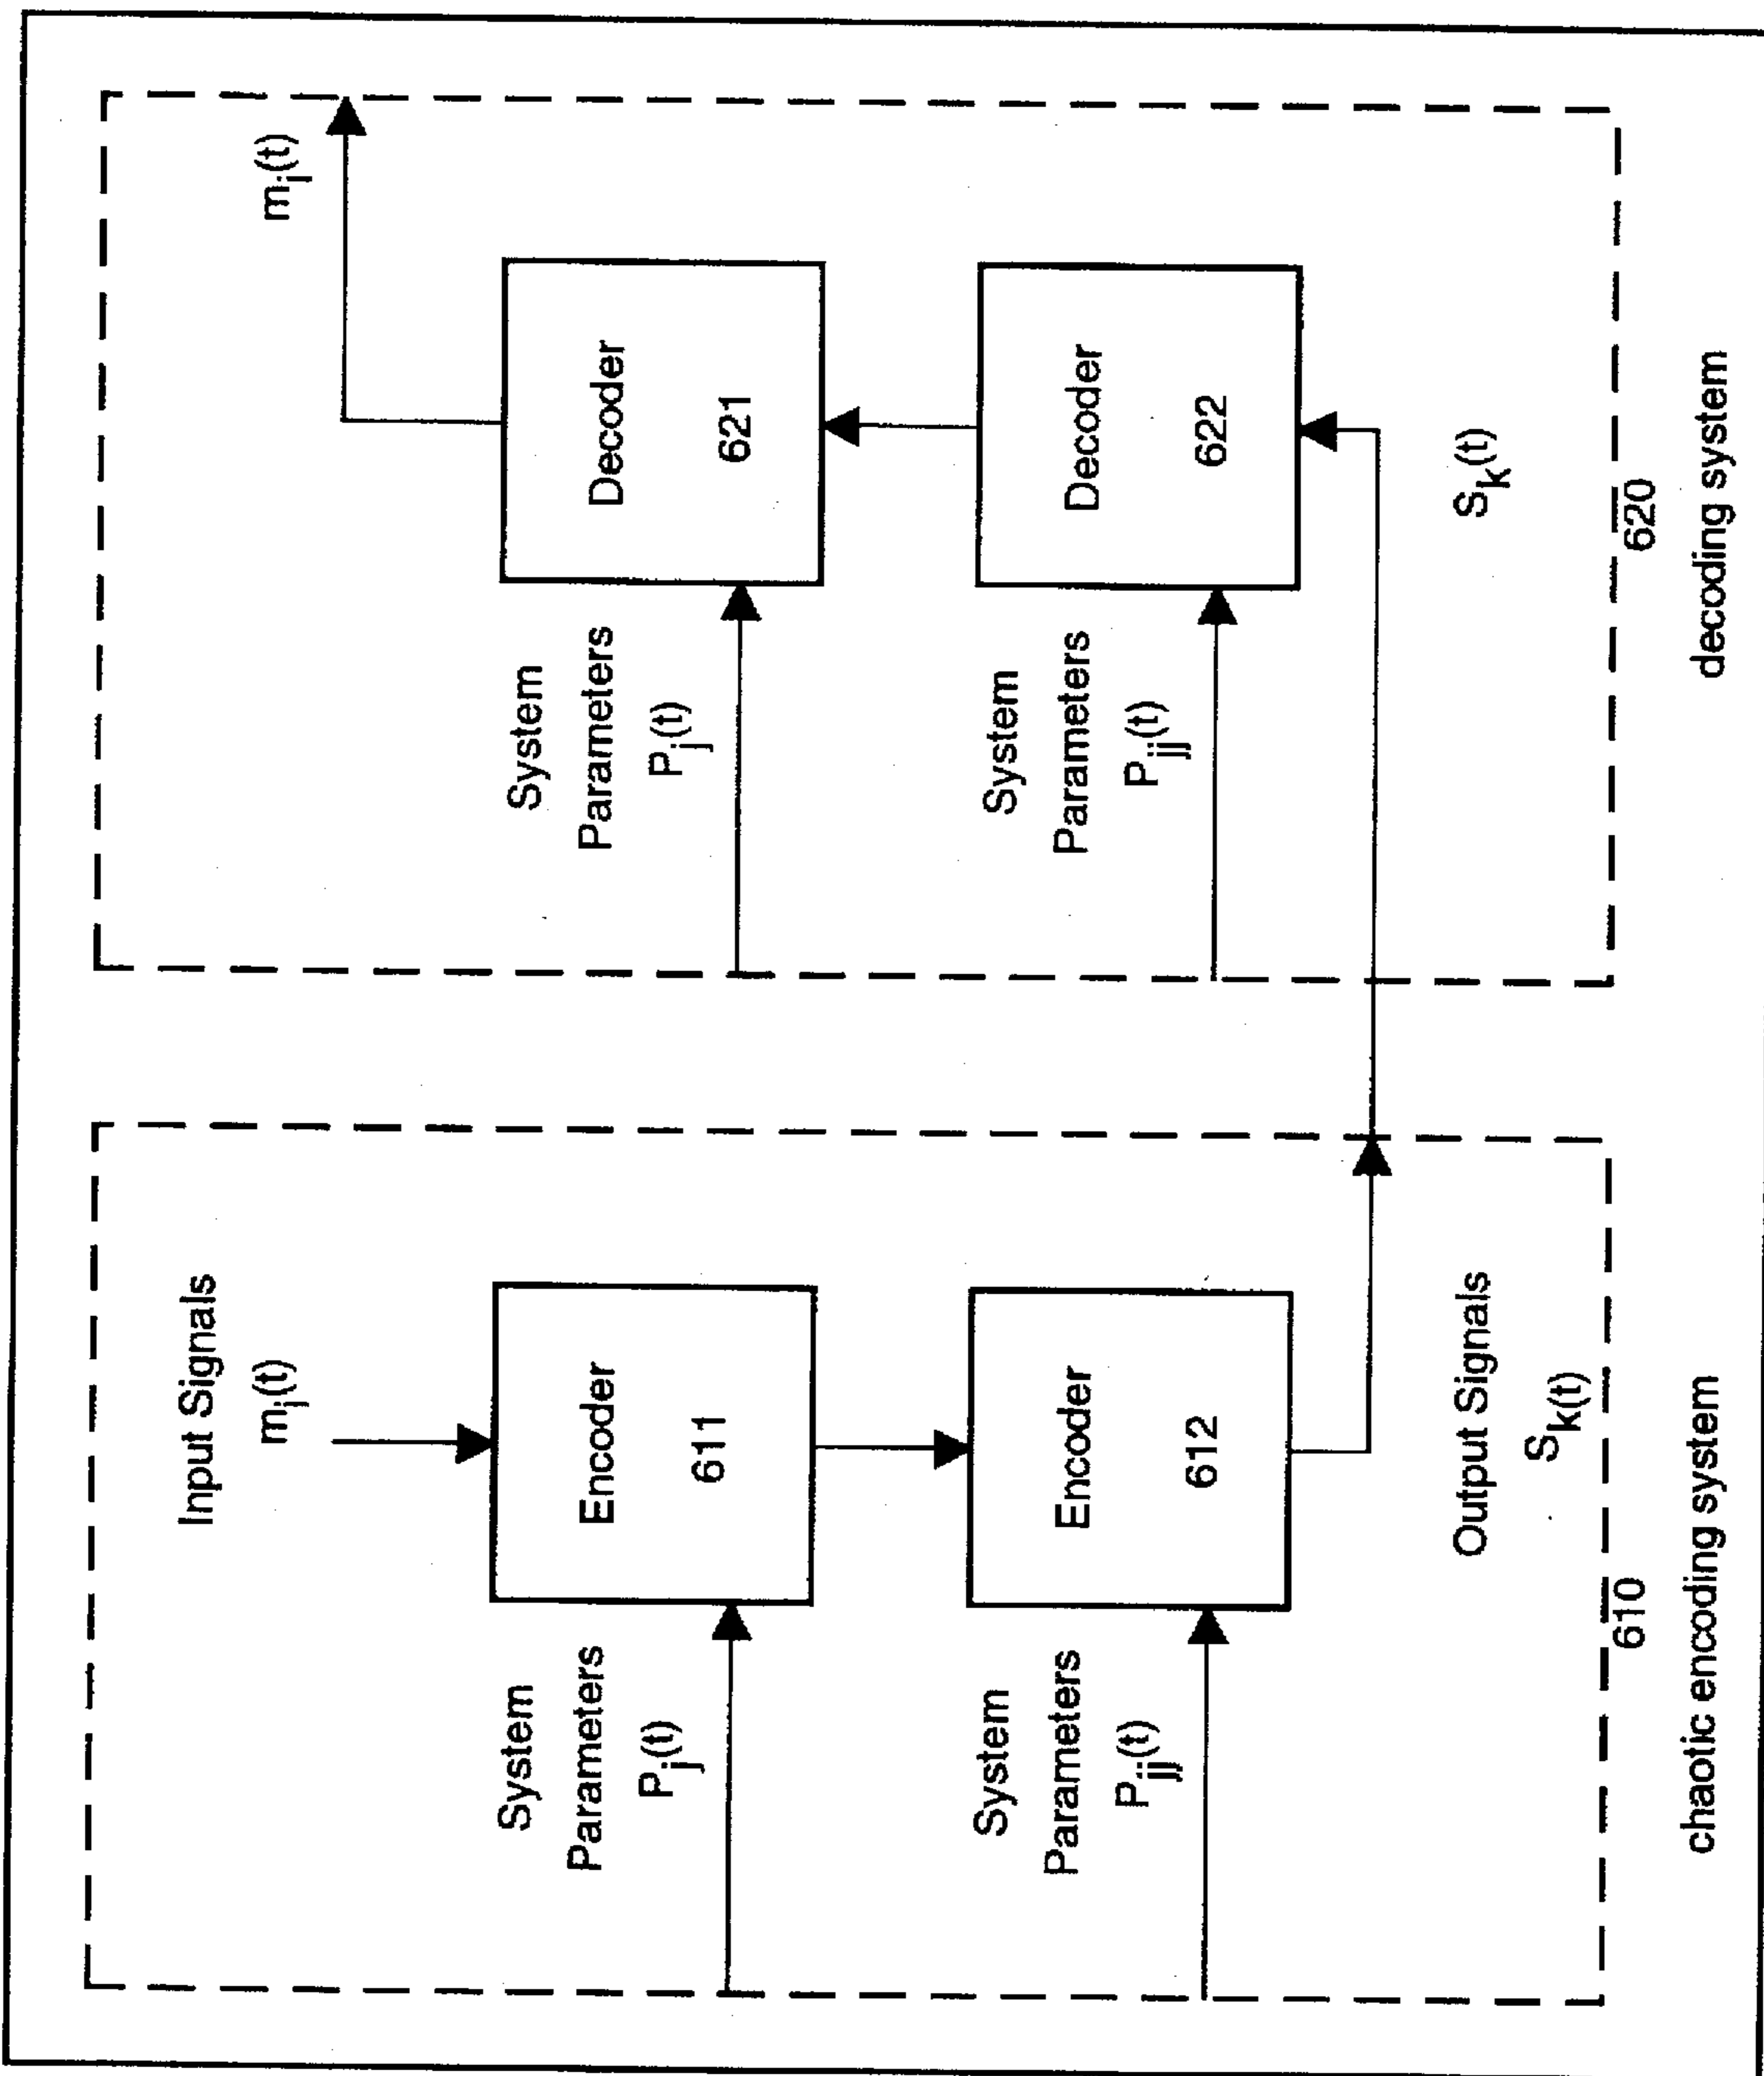 Input Signals
m_i(t)
System
Parameters
P_j(t)
Encoder
611
System
Parameters
P_jj(t)
Encoder
612
Output Signals
S_k(t)
610
chaotic encoding system
m_i(t)
System
Parameters
P_j(t)
Decoder
621
System
Parameters
P_jj(t)
Decoder
622
S_k(t)
620
decoding system